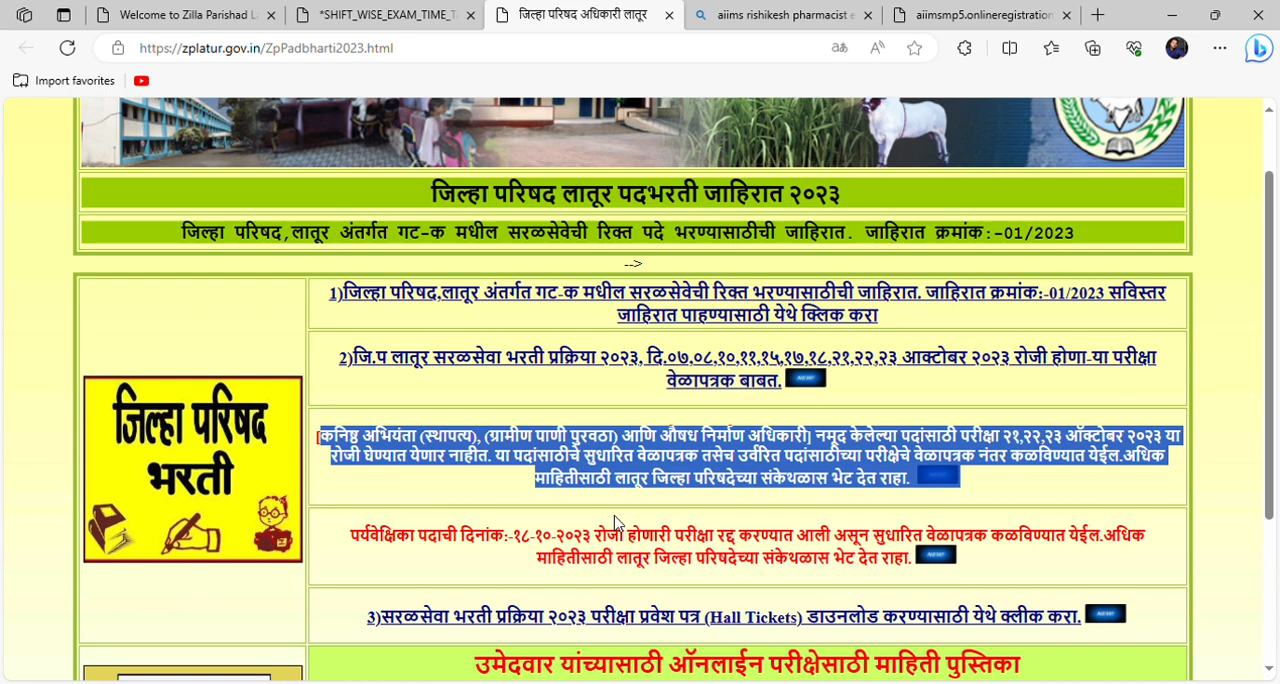 Welcome to Zilla Parishad L
*SHIFT_WISE_EXAM_TIME_T
जिल्हा परिषद अधिकारी लातूर
aiims rishikesh pharmacist e
aiimsmp5.onlineregistration
https://zplatur.gov.in/ZpPadbharti2023.html
Import favorites
जिल्हा परिषद लातूर पदभरती जाहिरात २०२३
जिल्हा परिषद,लातूर अंतर्गत गट-क मधील सरळसेवेची रिक्त पदे भरण्यासाठीची जाहिरात. जाहिरात क्रमांक:-01/2023
-->
1)जिल्हा परिषद,लातूर अंतर्गत गट-क मधील सरळसेवेची रिक्त भरण्यासाठीची जाहिरात. जाहिरात क्रमांक:-01/2023 सविस्तर
जाहिरात पाहण्यासाठी येथे क्लिक करा
2)जि.प लातूर सरळसेवा भरती प्रक्रिया २०२३, दि.०७,०८,१०,११,१५,१७,१८,२१,२२,२३ आक्टोबर २०२३ रोजी होणा-या परीक्षा
वेळापत्रक बाबत. NEW!
[कनिष्ठ अभियंता (स्थापत्य), (ग्रामीण पाणी पुरवठा) आणि औषध निर्माण अधिकारी] नमूद केलेल्या पदांसाठी परीक्षा २१,२२,२३ ऑक्टोबर २०२३ या
रोजी घेण्यात येणार नाहीत. या पदांसाठीचे सुधारित वेळापत्रक तसेच उर्वरित पदांसाठीच्या परीक्षेचे वेळापत्रक नंतर कळविण्यात येईल.अधिक
माहितीसाठी लातूर जिल्हा परिषदेच्या संकेथळास भेट देत राहा.
जिल्हा परिषद
भरती
पर्यवेक्षिका पदाची दिनांक:-१८-१०-२०२३ रोजी होणारी परीक्षा रद्द करण्यात आली असून सुधारित वेळापत्रक कळविण्यात येईल.अधिक
माहितीसाठी लातूर जिल्हा परिषदेच्या संकेथळास भेट देत राहा. NEW!
3)सरळसेवा भरती प्रक्रिया २०२३ परीक्षा प्रवेश पत्र (Hall Tickets) डाउनलोड करण्यासाठी येथे क्लीक करा. NEW!
उमेदवार यांच्यासाठी ऑनलाईन परीक्षेसाठी माहिती पुस्तिका